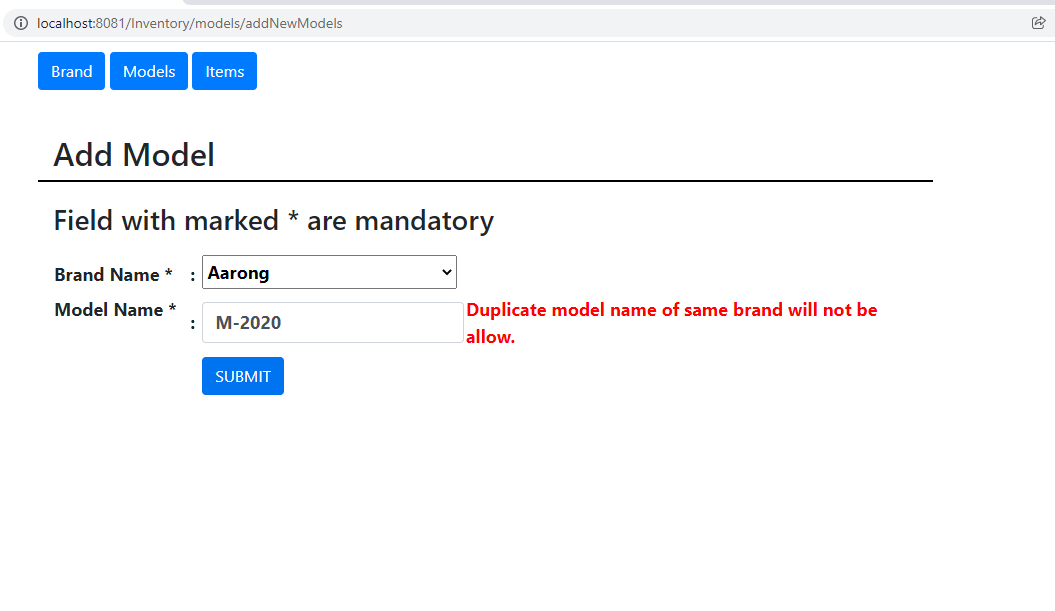 localhost:8081/Inventory/models/addNewModels
Brand Models Items
Add Model
Field with marked * are mandatory
Brand Name * : Aarong
Model Name * : M-2020 Duplicate model name of same brand will not be
allow.
SUBMIT